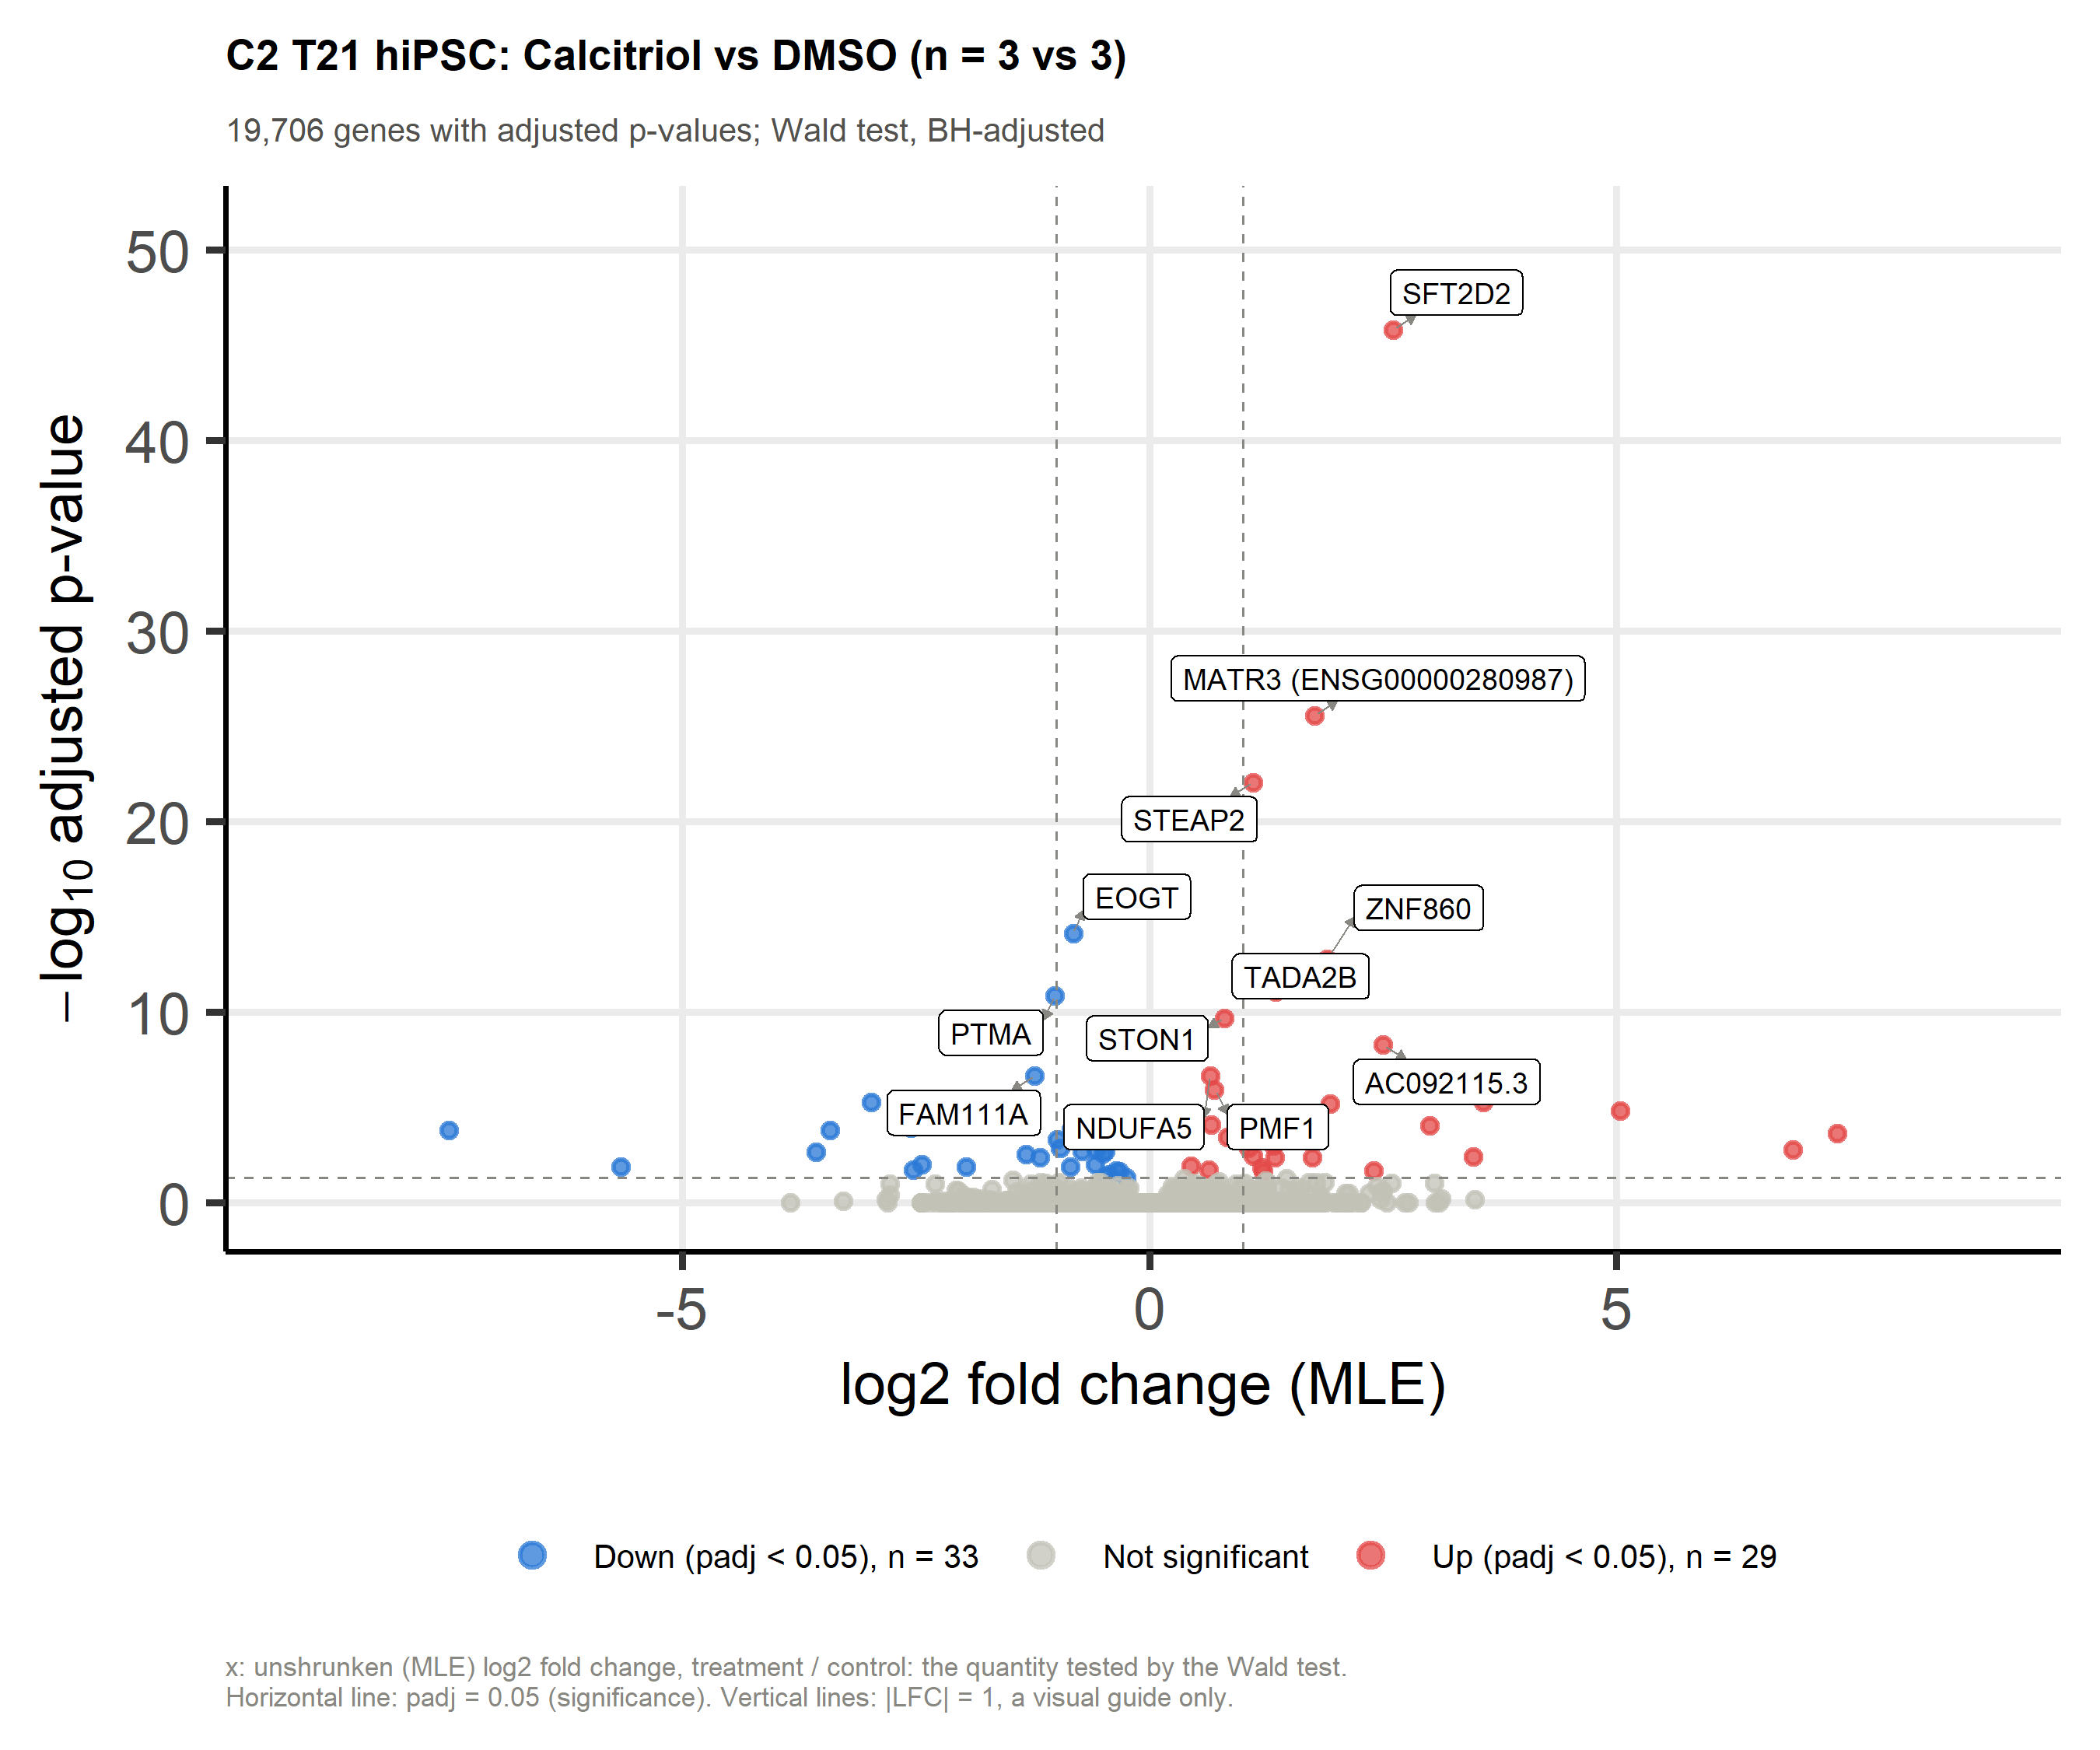 C2 T21 hiPSC: Calcitriol vs DMSO (n = 3 vs 3)
19,706 genes with adjusted p-values; Wald test, BH-adjusted
−log10 adjusted p-value
50
40
30
20
10
0
SFT2D2
MATR3 (ENSG00000280987)
STEAP2
EOGT
ZNF860
TADA2B
PTMA
STON1
AC092115.3
FAM111A
NDUFA5
PMF1
-5
0
5
log2 fold change (MLE)
Down (padj < 0.05), n = 33
Not significant
Up (padj < 0.05), n = 29
x: unshrunken (MLE) log2 fold change, treatment / control: the quantity tested by the Wald test.
Horizontal line: padj = 0.05 (significance). Vertical lines: |LFC| = 1, a visual guide only.